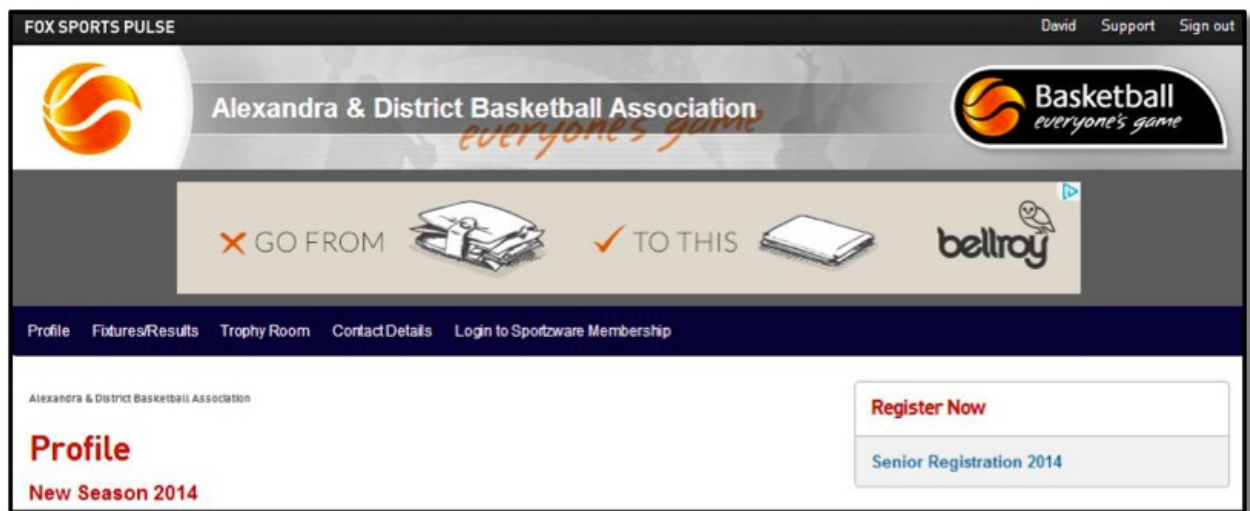 FOX SPORTS PULSE
David Support Sign out
Alexandra & District Basketball Association
everyone's game
Basketball
everyone's game
GO FROM
TO THIS
bellroy
Profile Fixtures/Results Trophy Room Contact Details Login to Sportzware Membership
Alexandra & District Basketball Association
Profile
New Season 2014
Register Now
Senior Registration 2014